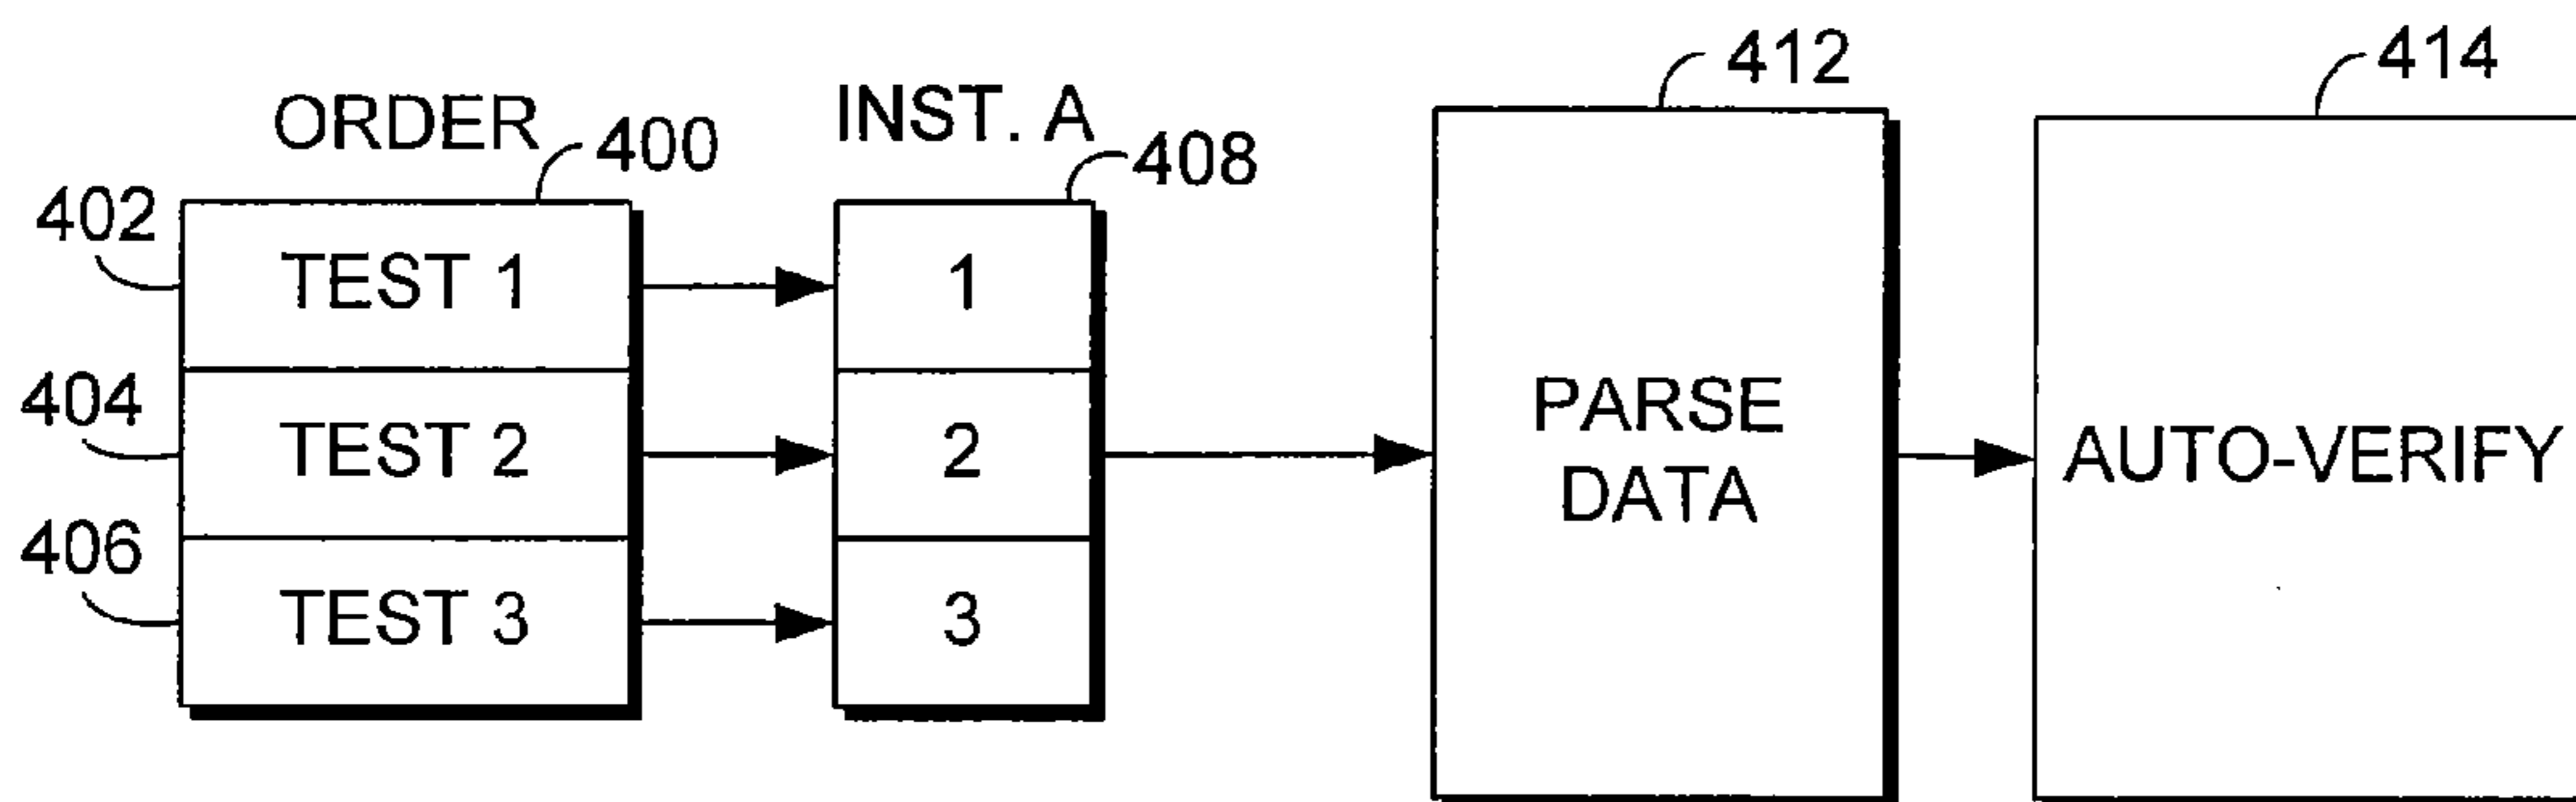 412
414
ORDER
400
INST. A
408
402
TEST 1
1
404
TEST 2
2
PARSE
DATA
AUTO-VERIFY
406
TEST 3
3